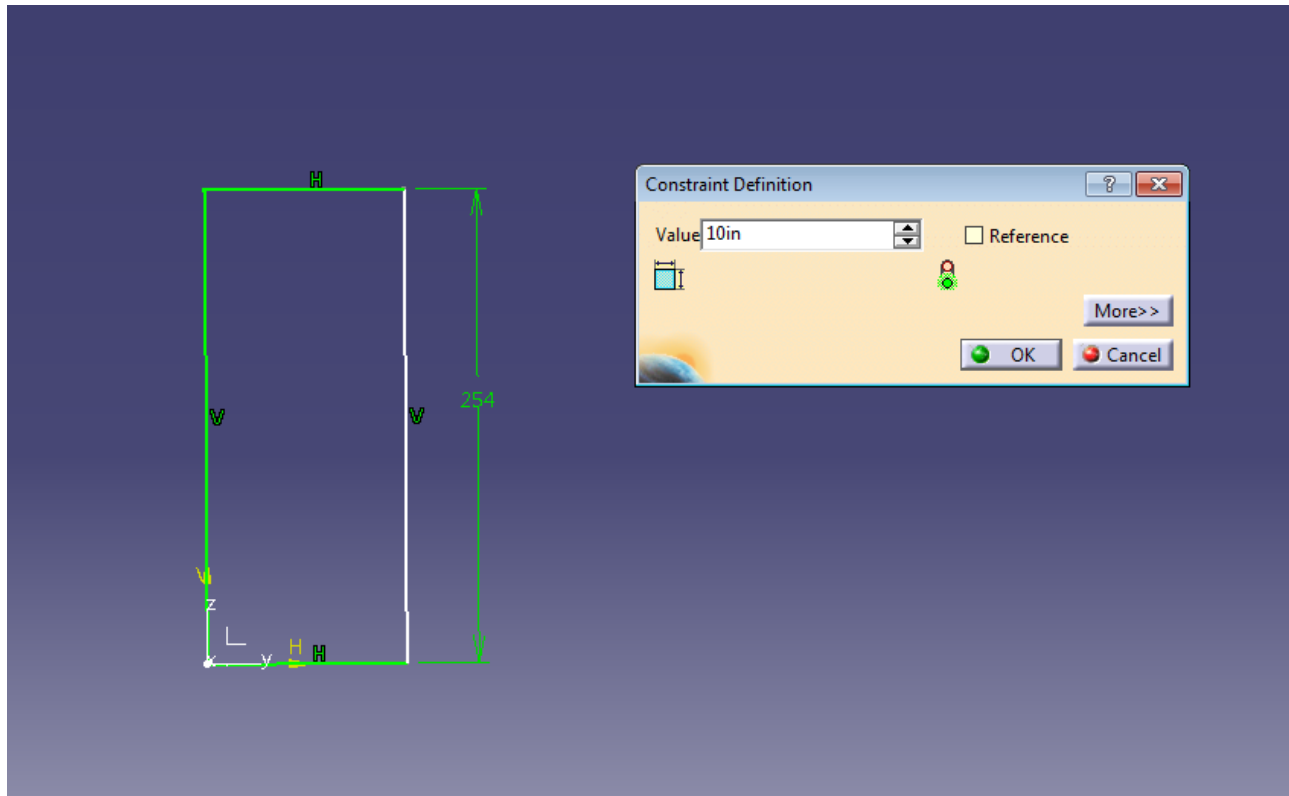 H
Constraint Definition
?
Value 10in
Reference
More>>
OK
Cancel
254
V
V
V
z
H
H
x
y